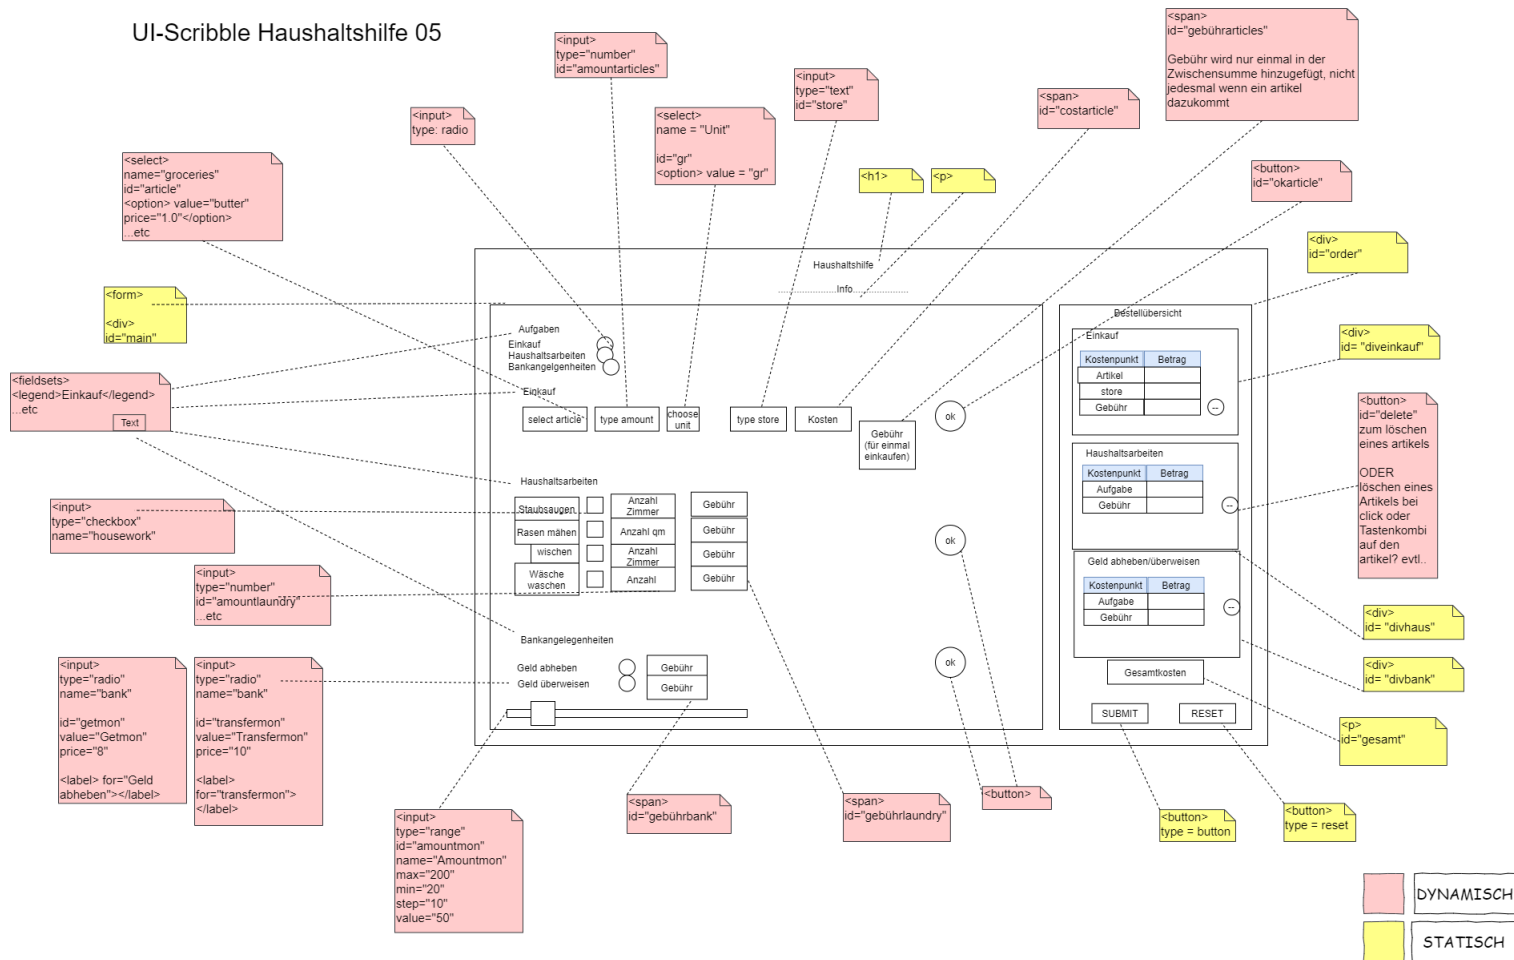 UI-Scribble Haushaltshilfe 05
<input>
type="number"
id="amountarticles"
<span>
id="gebührarticles"
Gebühr wird nur einmal in der
Zwischensumme hinzugefügt, nicht
jedesmal wenn ein artikel
dazukommt
<input>
type="text"
id="store"
<span>
id="costarticle"
<input>
type: radio
<select>
name = "Unit"
id="gr"
<option> value = "gr"
<select>
name="groceries"
id="article"
<option> value="butter"
price="1.0"</option>
...etc
<h1>
<p>
<button>
id="okarticle"
<div>
id="order"
<form>
<div>
id="main"
Haushaltshilfe
......................Info....................
Aufgaben
Einkauf
Haushaltsarbeiten
Bankangelgenheiten
Einkauf
select article
type amount
choose
unit
type store
Kosten
Gebühr
(für einmal
einkaufen)
ok
<fieldsets>
<legend>Einkauf</legend>
...etc
Text
Haushaltsarbeiten
Staubsaugen
Anzahl
Zimmer
Gebühr
Rasen mähen
Anzahl qm
Gebühr
wischen
Anzahl
Zimmer
Gebühr
Wäsche
waschen
Anzahl
Gebühr
ok
<input>
type="checkbox"
name="housework"
<input>
type="number"
id="amountlaundry"
...etc
Bankangelegenheiten
Geld abheben
Gebühr
Geld überweisen
Gebühr
ok
Bestellübersicht
Einkauf
Kostenpunkt
Betrag
Artikel
store
Gebühr
--
Haushaltsarbeiten
Kostenpunkt
Betrag
Aufgabe
Gebühr
--
Geld abheben/überweisen
Kostenpunkt
Betrag
Aufgabe
Gebühr
--
Gesamtkosten
SUBMIT
RESET
<div>
id= "diveinkauf"
<button>
id="delete"
zum löschen
eines artikels
ODER
löschen eines
Artikels bei
click oder
Tastenkombi
auf den
artikel? evtl..
<div>
id= "divhaus"
<div>
id= "divbank"
<p>
id="gesamt"
<input>
type="radio"
name="bank"
id="getmon"
value="Getmon"
price="8"
<label> for="Geld
abheben"></label>
<input>
type="radio"
name="bank"
id="transfermon"
value="Transfermon"
price="10"
<label>
for="transfermon">
</label>
<input>
type="range"
id="amountmon"
name="Amountmon"
max="200"
min="20"
step="10"
value="50"
<span>
id="gebührbank"
<span>
id="gebührlaundry"
<button>
<button>
type = button
<button>
type = reset
DYNAMISCH
STATISCH